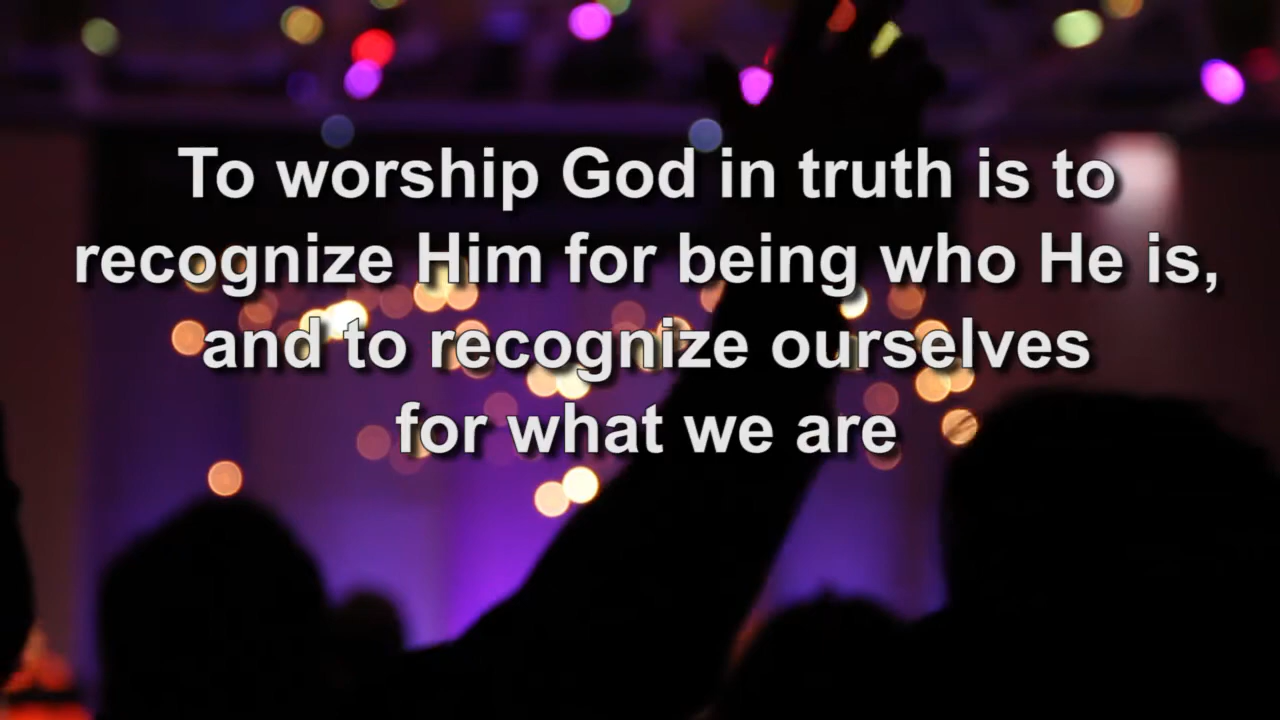 To worship God in truth is to
recognize Him for being who He is,
and to recognize ourselves
for what we are